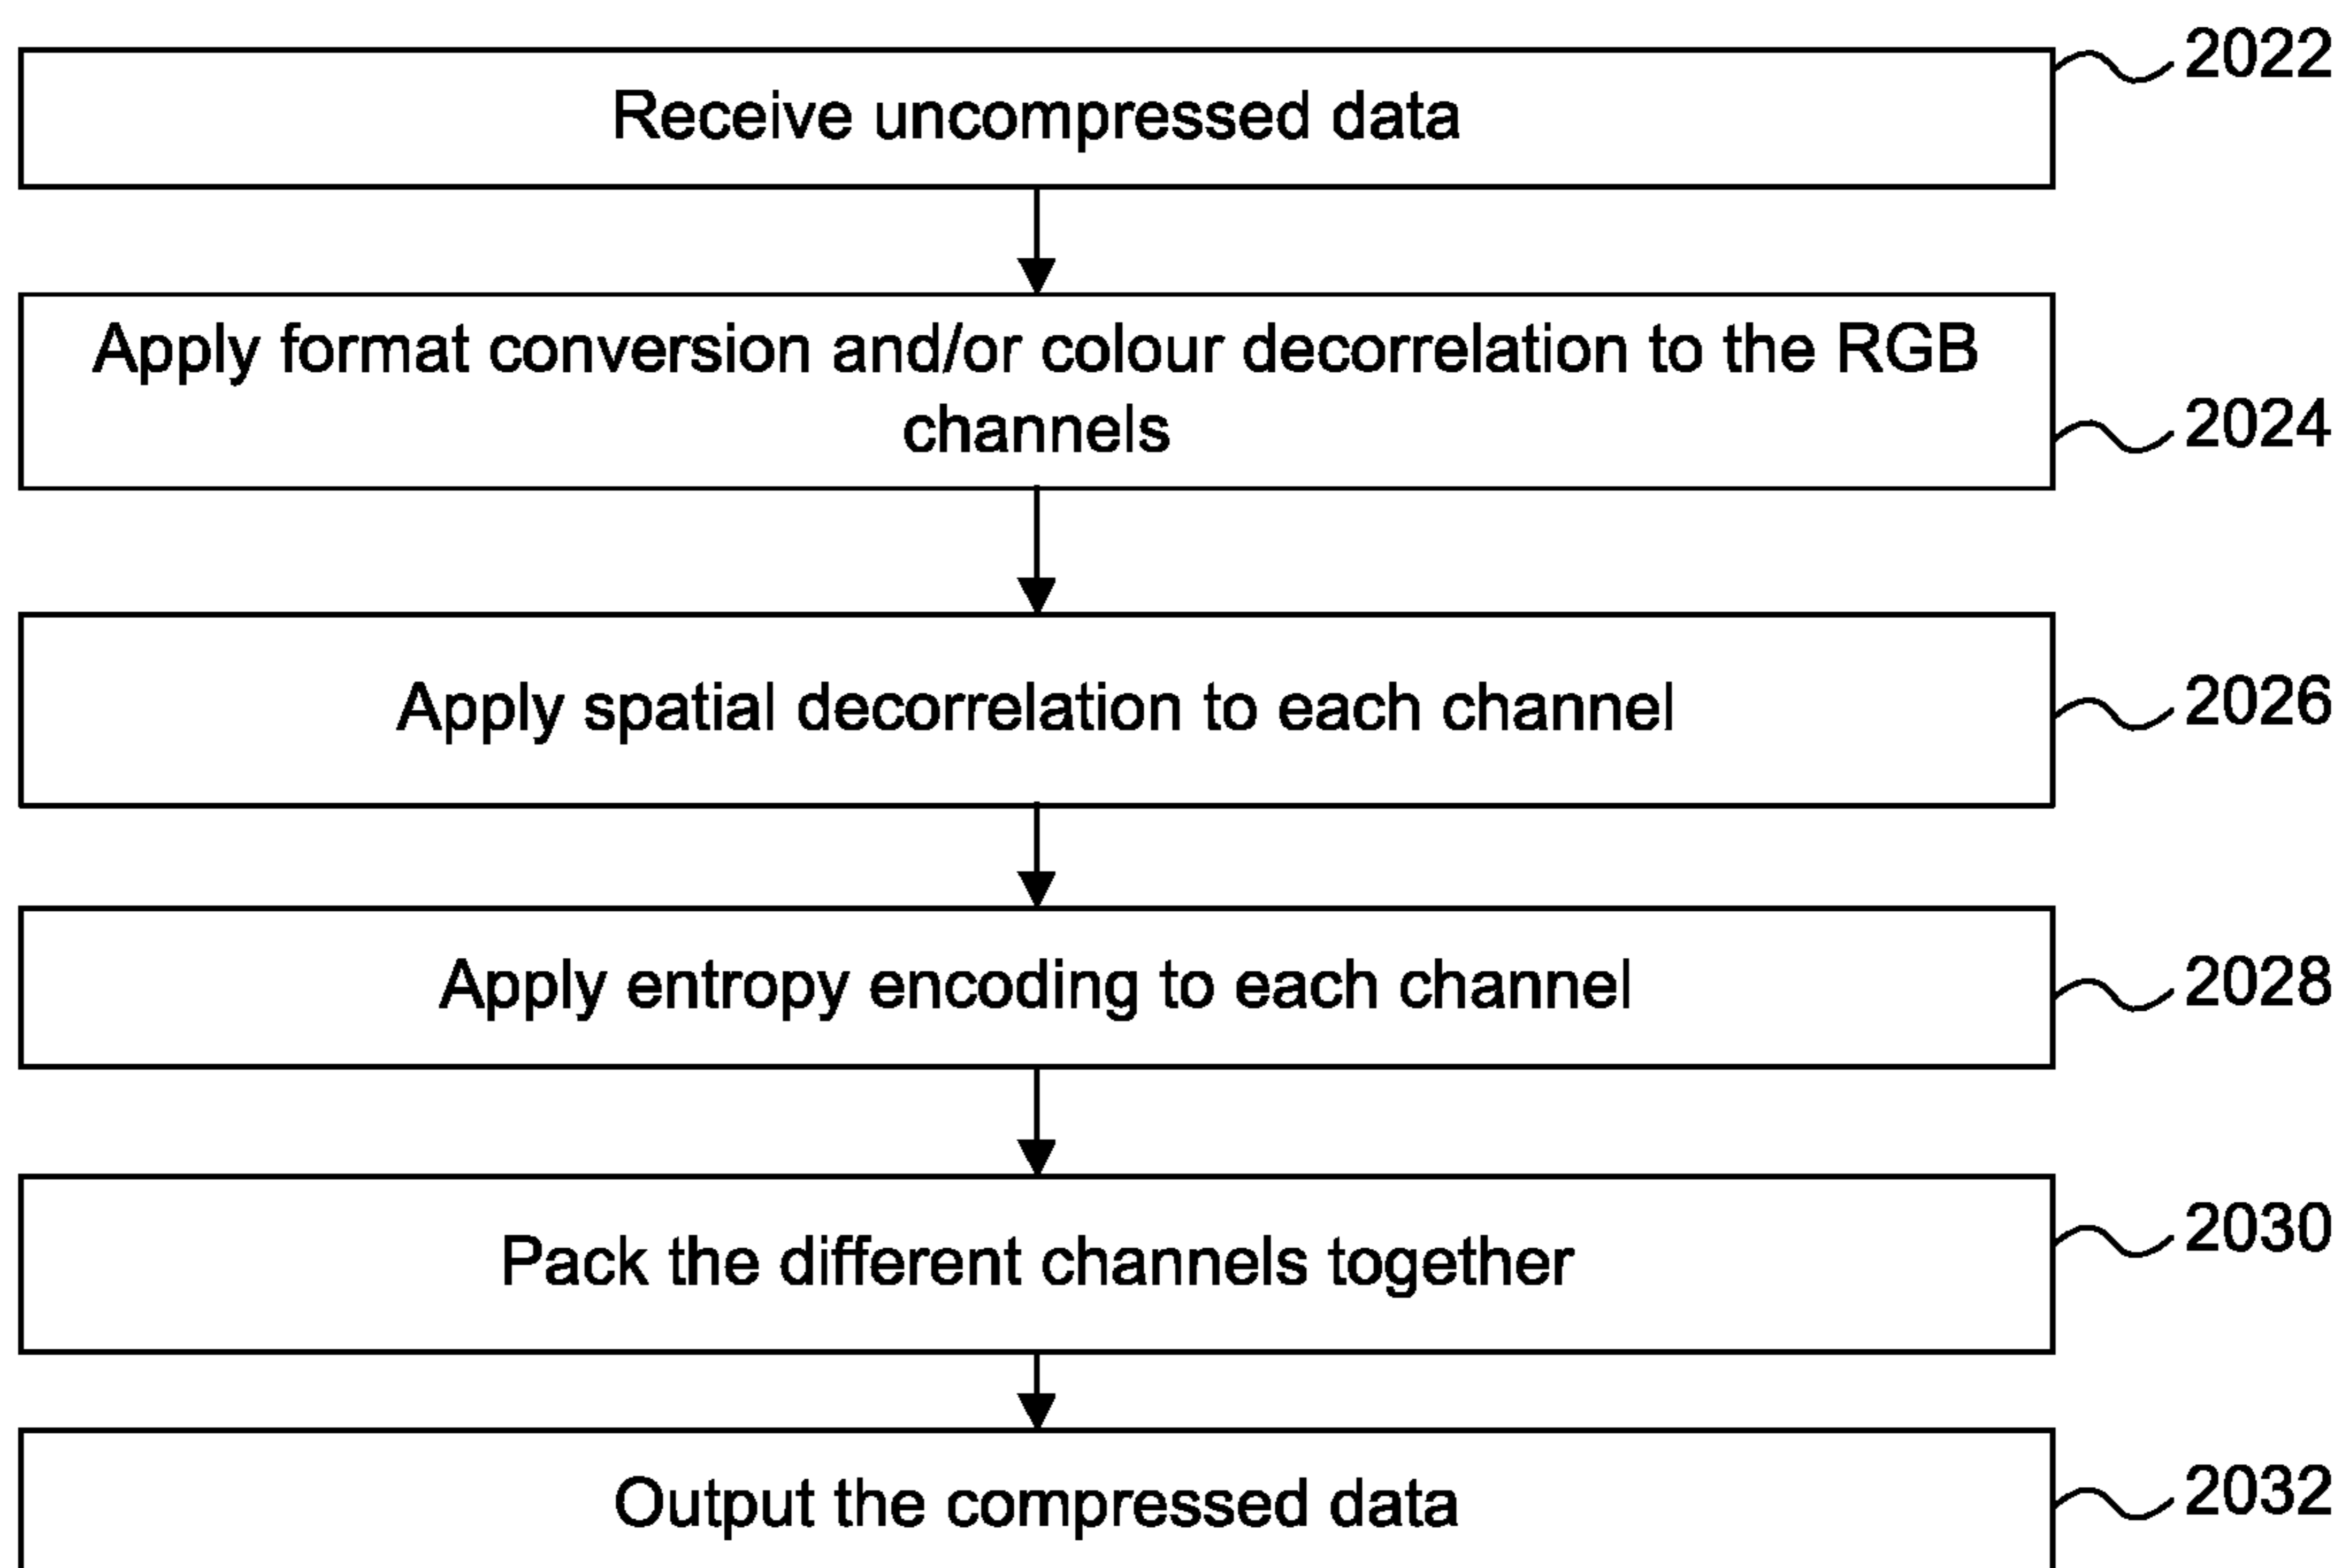 Receive uncompressed data
2022
Apply format conversion and/or colour decorrelation to the RGB
channels
2024
Apply spatial decorrelation to each channel
2026
Apply entropy encoding to each channel
2028
Pack the different channels together
2030
Output the compressed data
2032